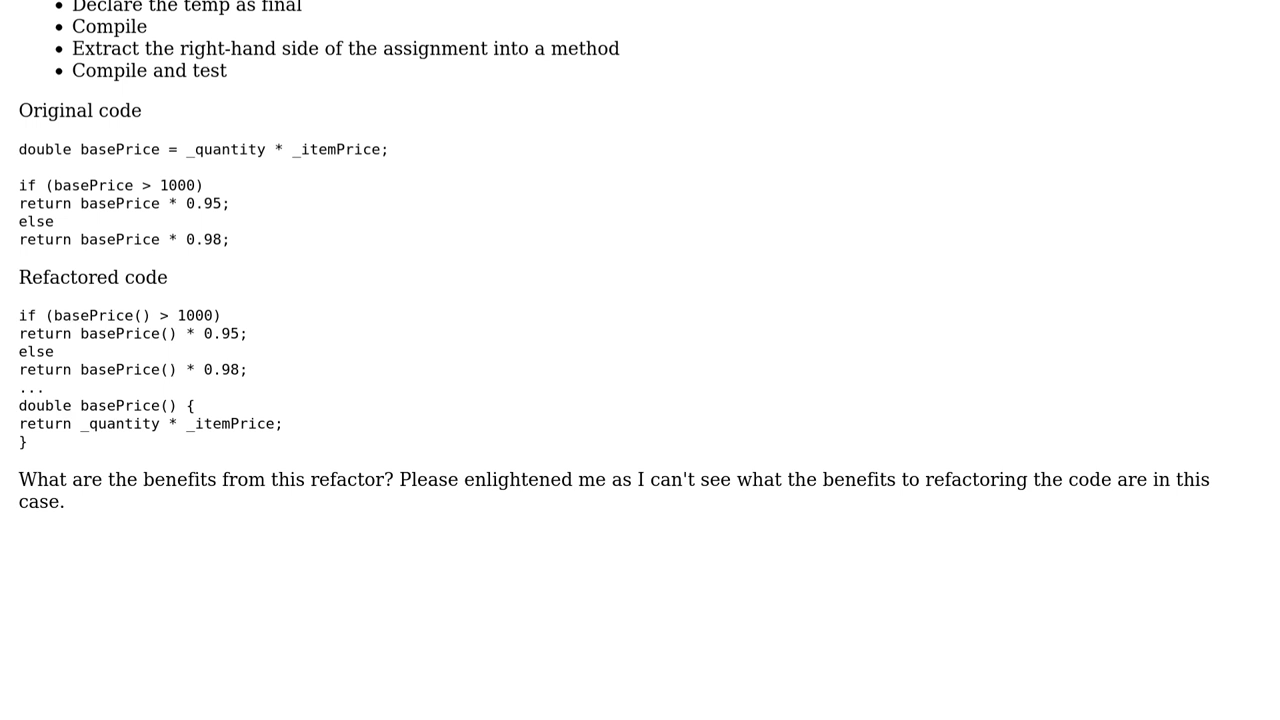 • Declare the temp as final
• Compile
• Extract the right-hand side of the assignment into a method
• Compile and test
Original code
double basePrice = _quantity * _itemPrice;
if (basePrice > 1000)
return basePrice * 0.95;
else
return basePrice * 0.98;
Refactored code
if (basePrice() > 1000)
return basePrice() * 0.95;
else
return basePrice() * 0.98;
...
double basePrice() {
return _quantity * _itemPrice;
}
What are the benefits from this refactor? Please enlightened me as I can't see what the benefits to refactoring the code are in this
case.